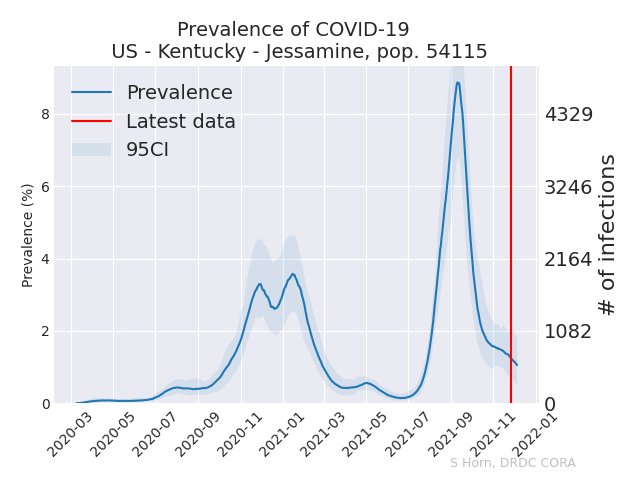 Prevalence of COVID-19
US - Kentucky - Jessamine, pop. 54115
Prevalence
Latest data
95CI
Prevalence (%)
8
6
4
2
0
4329
3246
2164
1082
0
# of infections
2020-03
2020-05
2020-07
2020-09
2020-11
2021-01
2021-03
2021-05
2021-07
2021-09
2021-11
2022-01
S Horn, DRDC CORA